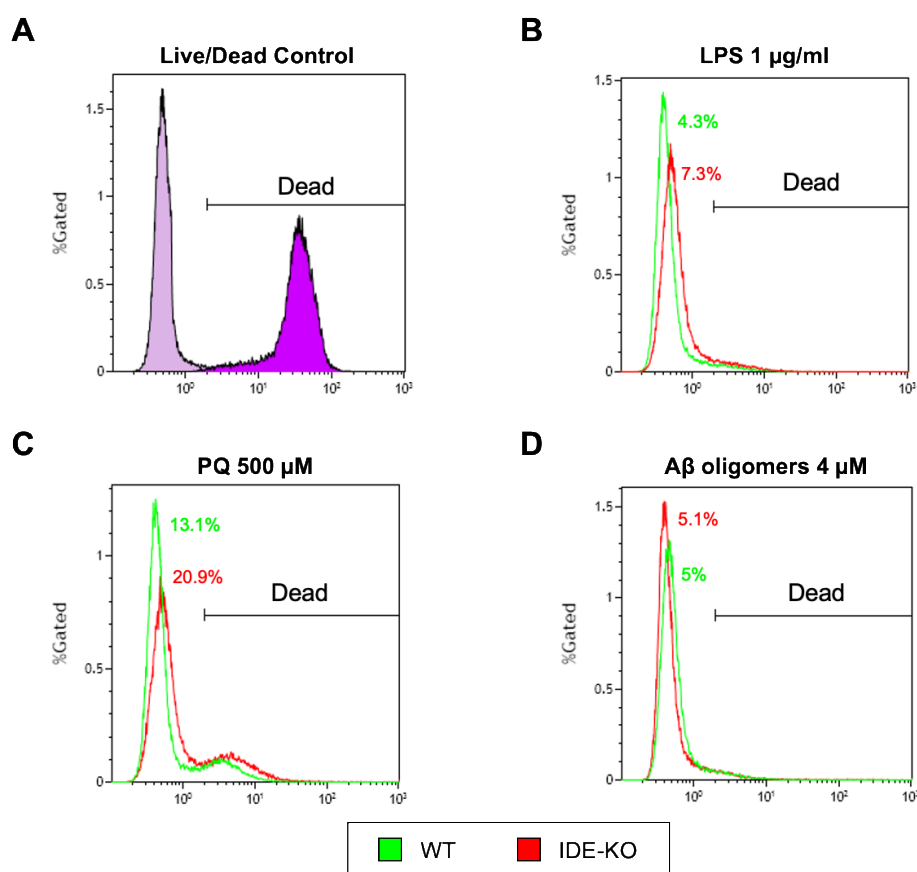 A
Live/Dead Control
%Gated
1.5
1
0.5
0
Dead
10⁰
10¹
10²
10³
B
LPS 1 µg/ml
%Gated
1.5
1
0.5
0
4.3%
7.3%
Dead
10⁰
10¹
10²
10³
C
PQ 500 µM
%Gated
1
0.5
0
13.1%
20.9%
Dead
10⁰
10¹
10²
10³
D
Aβ oligomers 4 µM
%Gated
1.5
1
0.5
0
5.1%
5%
Dead
10⁰
10¹
10²
10³
WT
IDE-KO